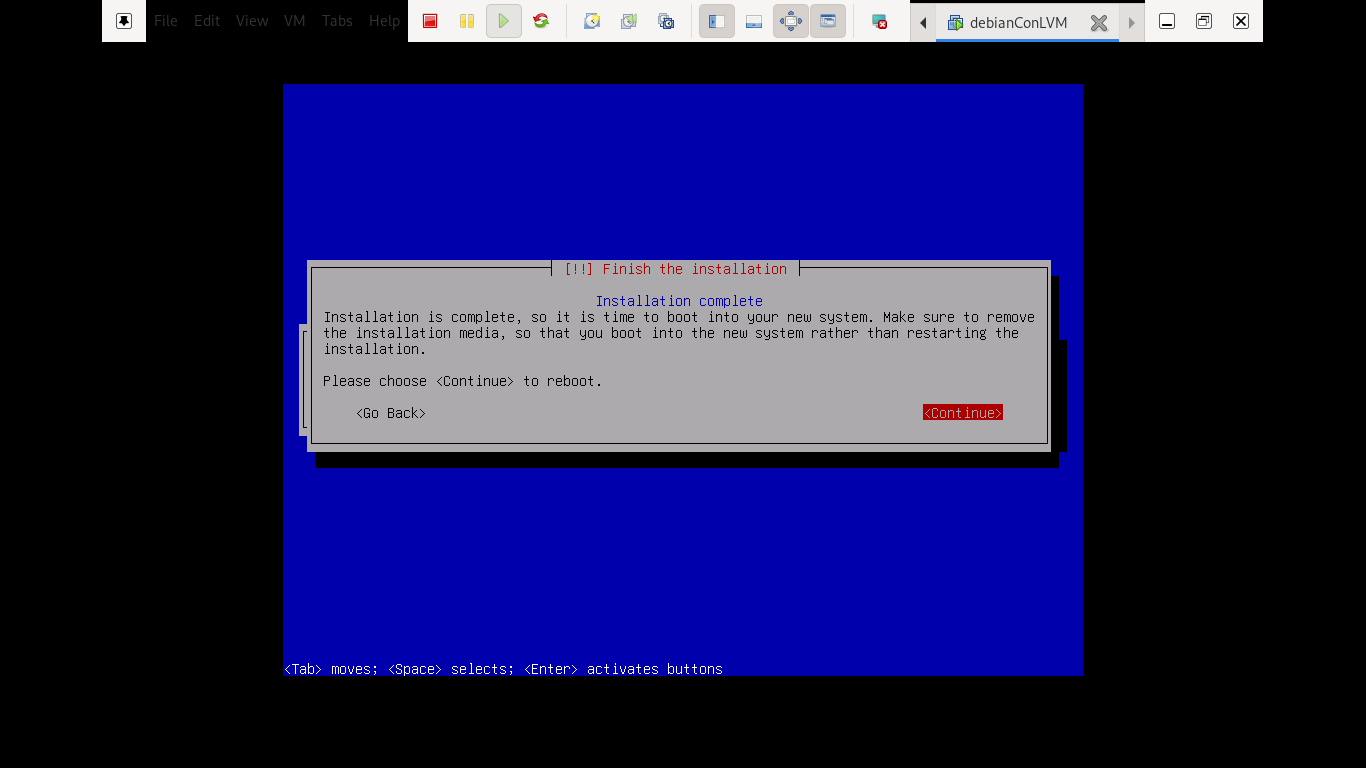 File Edit View VM Tabs Help
debianConLVM
[!!] Finish the installation
Installation complete
Installation is complete, so it is time to boot into your new system. Make sure to remove
the installation media, so that you boot into the new system rather than restarting the
installation.
Please choose <Continue> to reboot.
<Go Back> <Continue>
<Tab> moves; <Space> selects; <Enter> activates buttons